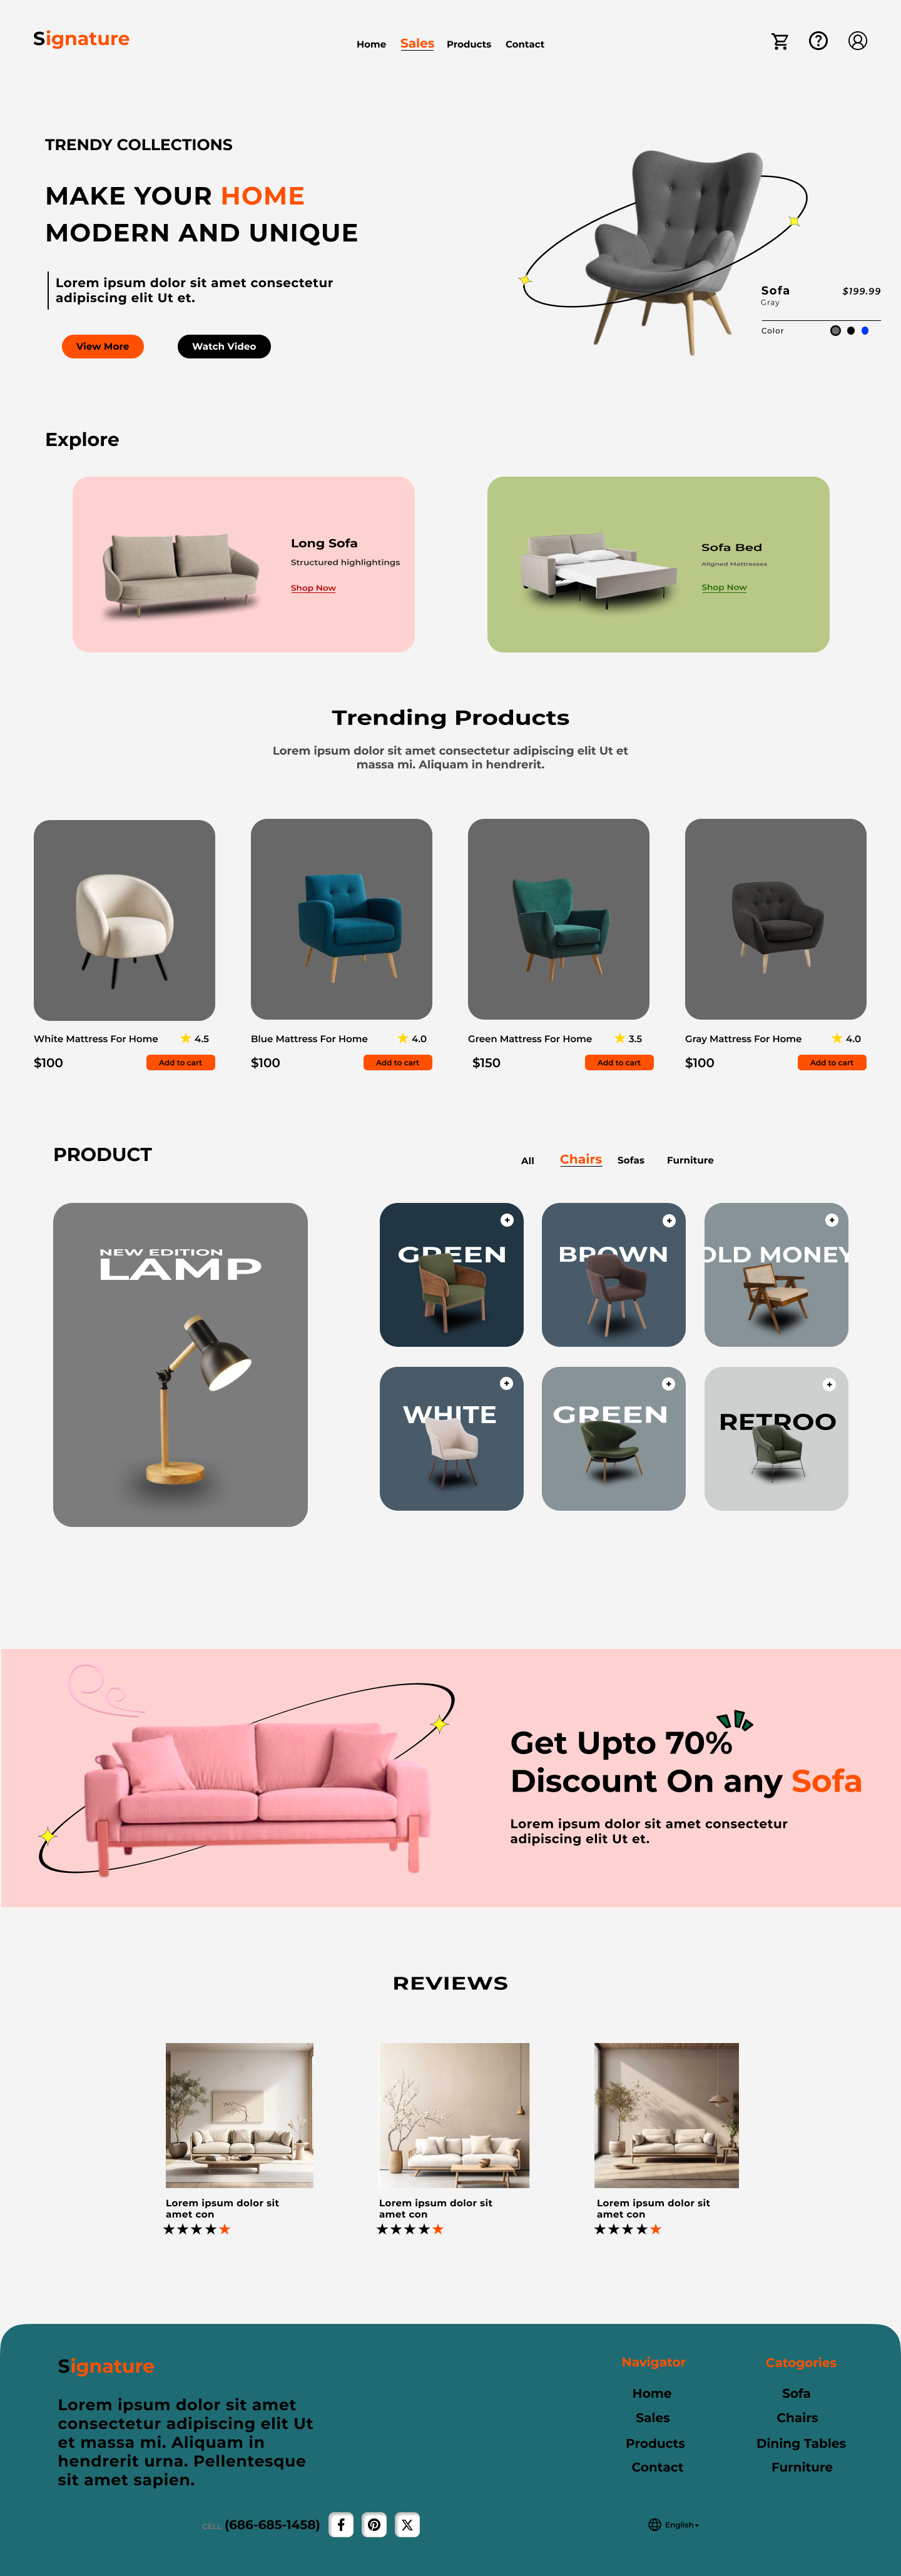 Signature
Home
Sales
Products
Contact
TRENDY COLLECTIONS
MAKE YOUR HOME
MODERN AND UNIQUE
Lorem ipsum dolor sit amet consectetur
adipiscing elit Ut et.
View More
Watch Video
Sofa
$199.99
Gray
Color
Explore
Long Sofa
Structured highlightings
Shop Now
Sofa Bed
Aligned Mattresses
Shop Now
Trending Products
Lorem ipsum dolor sit amet consectetur adipiscing elit Ut et
massa mi. Aliquam in hendrerit.
White Mattress For Home
4.5
$100
Add to cart
Blue Mattress For Home
4.0
$100
Add to cart
Green Mattress For Home
3.5
$150
Add to cart
Gray Mattress For Home
4.0
$100
Add to cart
PRODUCT
All
Chairs
Sofas
Furniture
NEW EDITION
LAMP
GREEN
BROWN
OLD MONEY
WHITE
GREEN
RETROO
Get Upto 70%
Discount On any Sofa
Lorem ipsum dolor sit amet consectetur
adipiscing elit Ut et.
REVIEWS
Lorem ipsum dolor sit
amet con
Lorem ipsum dolor sit
amet con
Lorem ipsum dolor sit
amet con
Signature
Lorem ipsum dolor sit amet
consectetur adipiscing elit Ut
et massa mi. Aliquam in
hendrerit urna. Pellentesque
sit amet sapien.
Navigator
Home
Sales
Products
Contact
Catogories
Sofa
Chairs
Dining Tables
Furniture
CELL (686-685-1458)
English